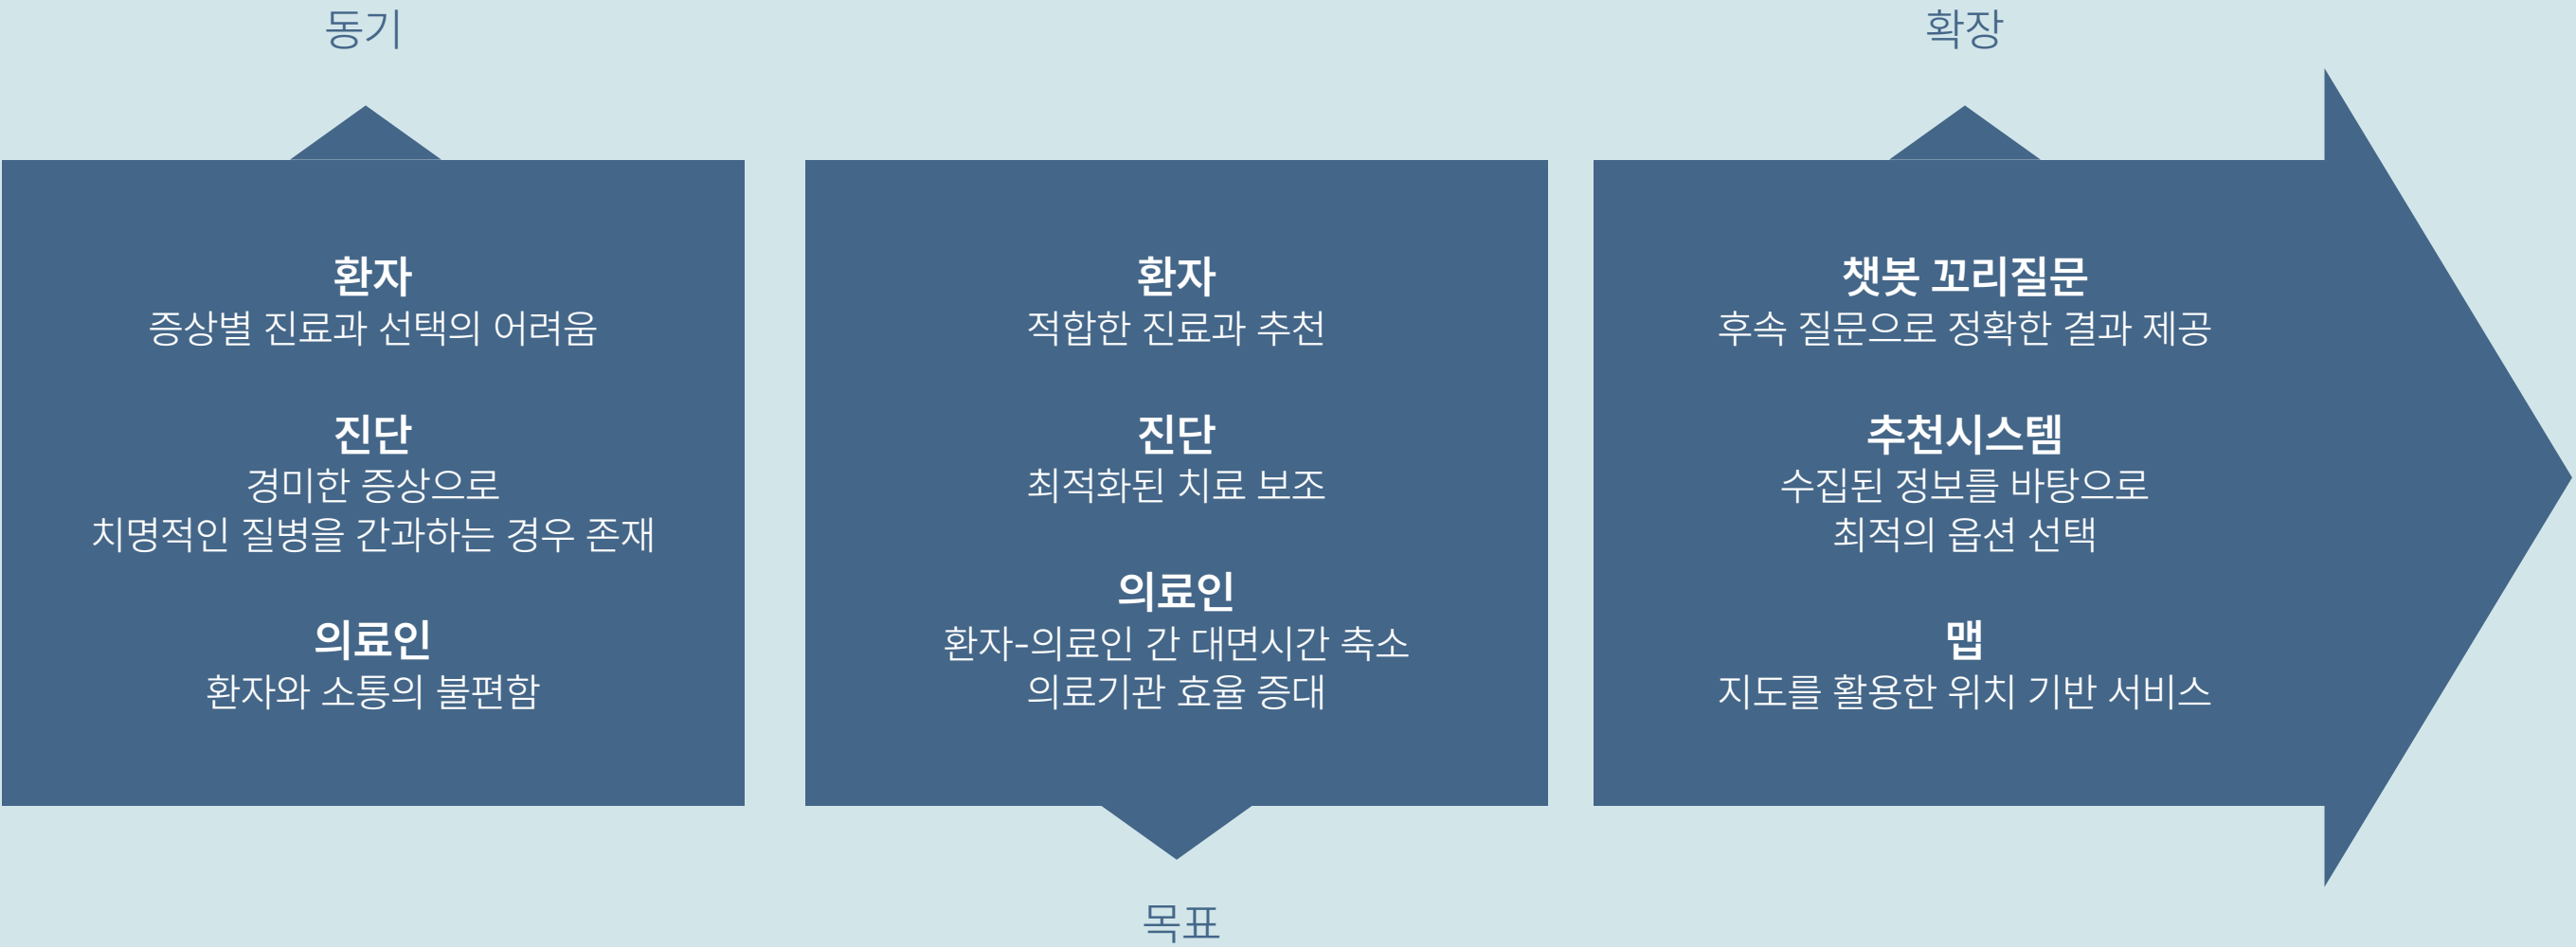 동기
환자
증상별 진료과 선택의 어려움
진단
경미한 증상으로
치명적인 질병을 간과하는 경우 존재
의료인
환자와 소통의 불편함
환자
적합한 진료과 추천
진단
최적화된 치료 보조
의료인
환자-의료인 간 대면시간 축소
의료기관 효율 증대
목표
확장
챗봇 꼬리질문
후속 질문으로 정확한 결과 제공
추천시스템
수집된 정보를 바탕으로
최적의 옵션 선택
맵
지도를 활용한 위치 기반 서비스